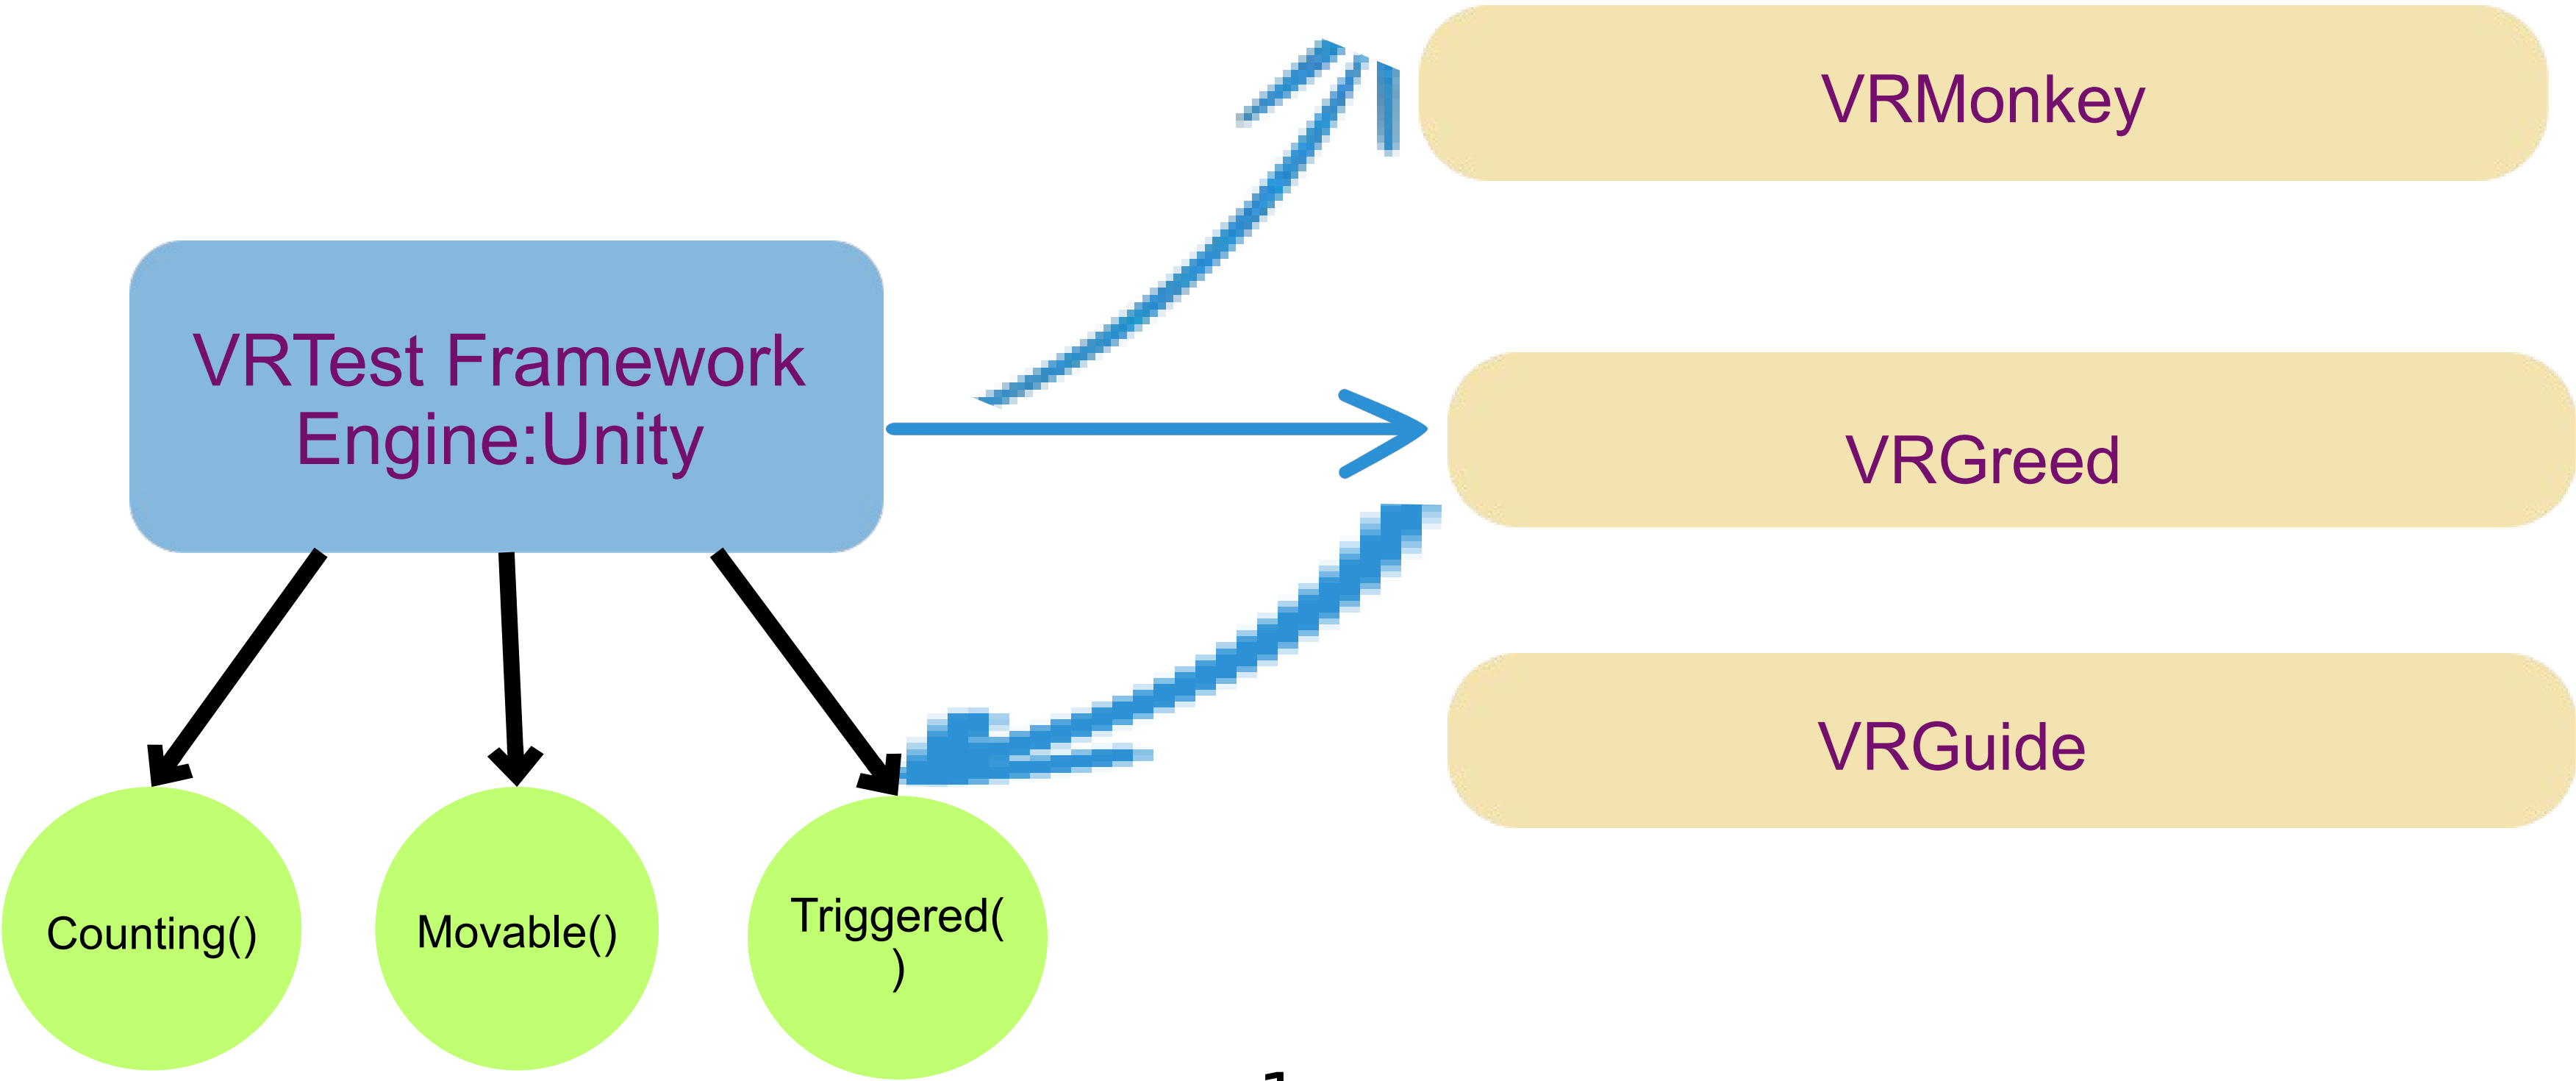 VRMonkey
VRTest Framework
Engine:Unity
VRGreed
VRGuide
Counting()
Movable()
Triggered(
)